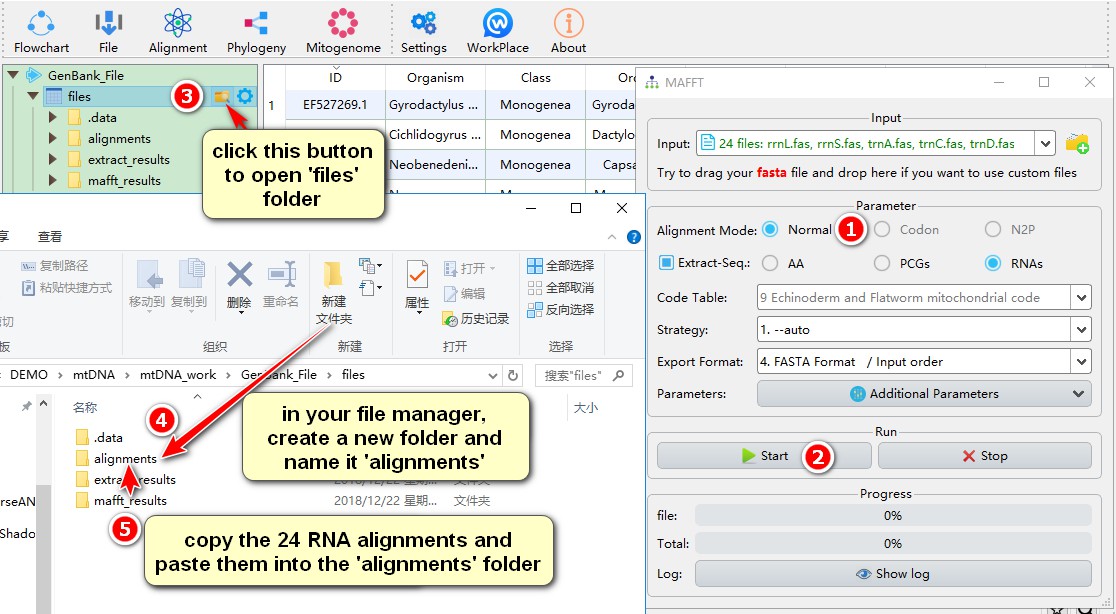 Flowchart File Alignment Phylogeny Mitogenome Settings WorkPlace About
GenBank_File
files
.data
alignments
extract_results
mafft_results
3
click this button
to open 'files'
folder
ID Organism Class
1 EF527269.1 Gyrodactylus ... Monogenea
Cichlidogyrus ... Monogenea Dactylo
Neobenedeni... Monogenea Capsa
MAFFT
Input
Input: 24 files: rrnL.fas, rrnS.fas, trnA.fas, trnC.fas, trnD.fas
Try to drag your fasta file and drop here if you want to use custom files
Parameter
Alignment Mode: Normal 1 Codon N2P
Extract-Seq.: AA PCGs RNAs
Code Table: 9 Echinoderm and Flatworm mitochondrial code
Strategy: 1. --auto
Export Format: 4. FASTA Format / Input order
Parameters: Additional Parameters
Run
Start 2 Stop
Progress
file: 0%
Total: 0%
Log: Show log
享 查看
复制路径
粘贴快捷方式
剪切
板
移动到 复制到 删除 重命名
组织
新建
文件夹
新建
属性
打开
编辑
历史记录
打开
全部选择
全部取消
反向选择
选择
DEMO > mtDNA > mtDNA_work > GenBank_File > files
搜索"files"
名称 大小
.data
alignments
extract_results 2018/12/22 星期... 文件夹
mafft_results 2018/12/22 星期... 文件夹
4
in your file manager,
create a new folder and
name it 'alignments'
5
copy the 24 RNA alignments and
paste them into the 'alignments' folder